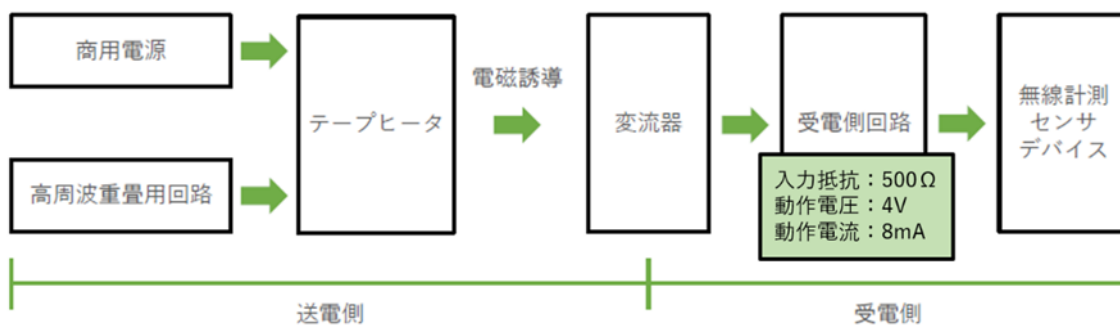 商用電源
高周波重畳用回路
テープヒータ
電磁誘導
変流器
受電側回路
入力抵抗：500Ω
動作電圧：4V
動作電流：8mA
無線計測
センサ
デバイス
送電側
受電側